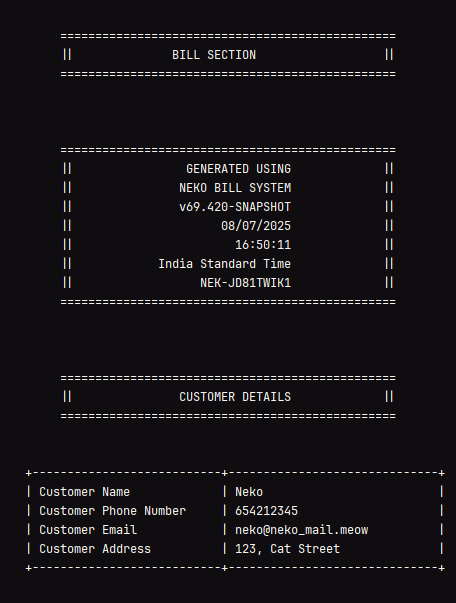 ================================================
||              BILL SECTION                  ||
================================================
================================================
||                GENERATED USING             ||
||               NEKO BILL SYSTEM             ||
||               v69.420-SNAPSHOT             ||
||                     08/07/2025             ||
||                       16:50:11             ||
||            India Standard Time             ||
||                  NEK-JD81TWIK1             ||
================================================
================================================
||               CUSTOMER DETAILS             ||
================================================
+---------------------------+------------------------------+
| Customer Name             | Neko                         |
| Customer Phone Number     | 654212345                    |
| Customer Email            | neko@neko_mail.meow          |
| Customer Address          | 123, Cat Street              |
+---------------------------+------------------------------+